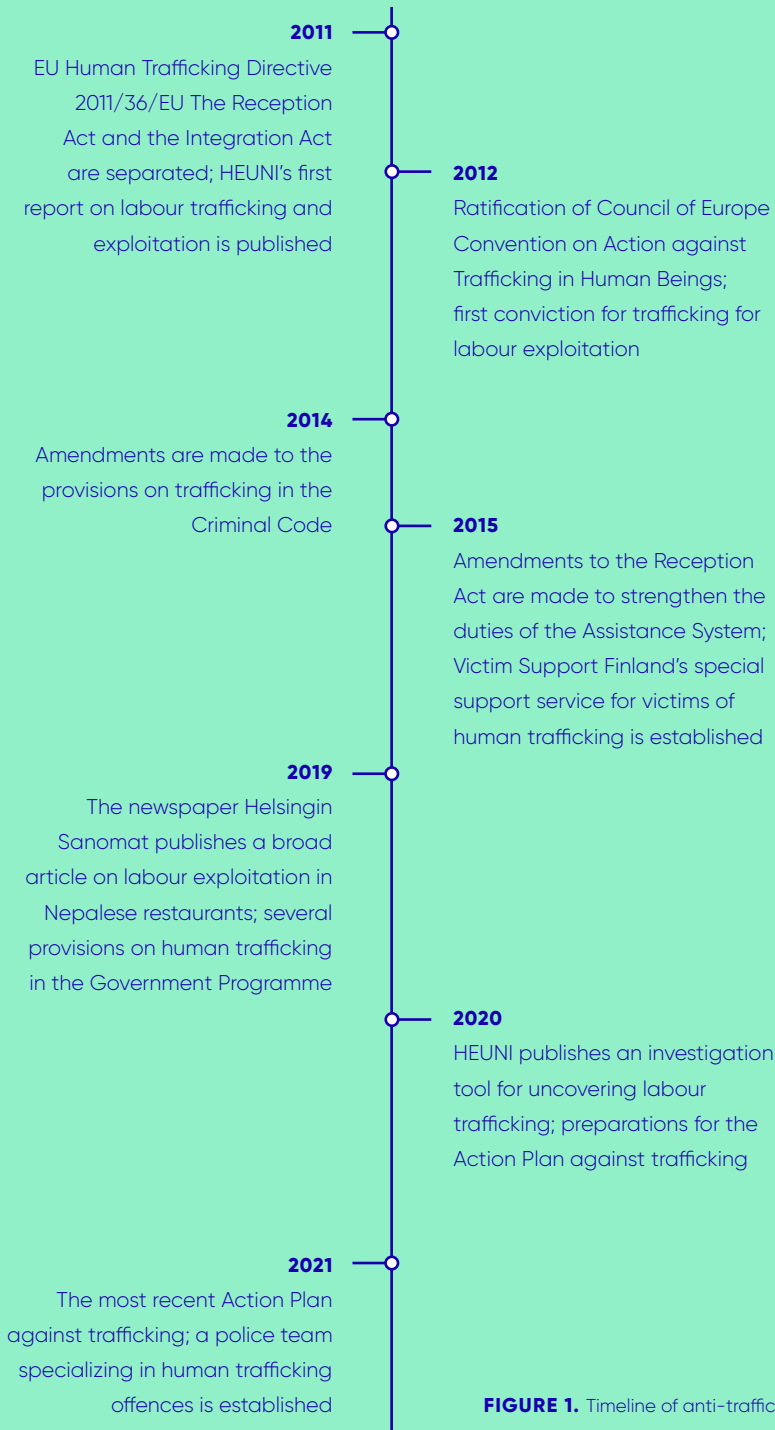 2011
EU Human Trafficking Directive
2011/36/EU The Reception
Act and the Integration Act
are separated; HEUNI's first
report on labour trafficking and
exploitation is published
2012
Ratification of Council of Europe
Convention on Action against
Trafficking in Human Beings;
first conviction for trafficking for
labour exploitation
2014
Amendments are made to the
provisions on trafficking in the
Criminal Code
2015
Amendments to the Reception
Act are made to strengthen the
duties of the Assistance System;
Victim Support Finland's special
support service for victims of
human trafficking is established
2019
The newspaper Helsingin
Sanomat publishes a broad
article on labour exploitation in
Nepalese restaurants; several
provisions on human trafficking
in the Government Programme
2020
HEUNI publishes an investigation
tool for uncovering labour
trafficking; preparations for the
Action Plan against trafficking
2021
The most recent Action Plan
against trafficking; a police team
specializing in human trafficking
offences is established
FIGURE 1. Timeline of anti-traffic